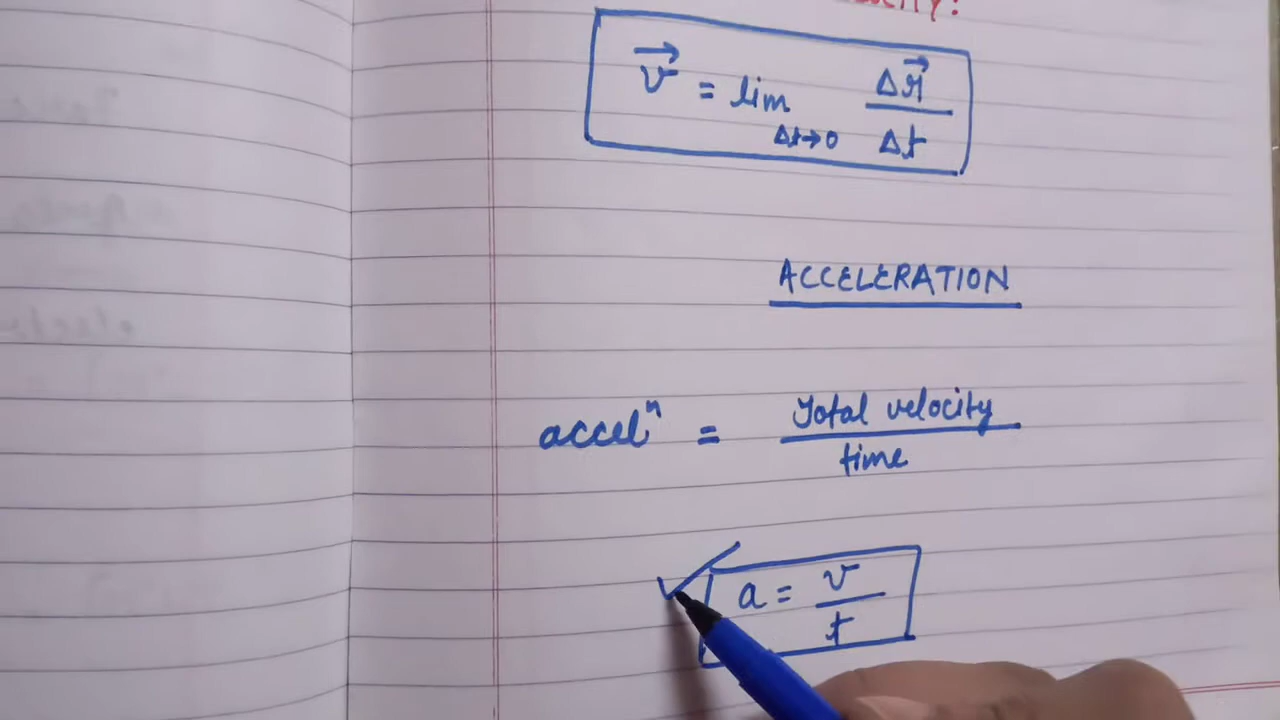 v⃗ = lim Δt→0 Δr⃗ / Δt
ACCELERATION
accelⁿ = Total velocity / time
a = v / t